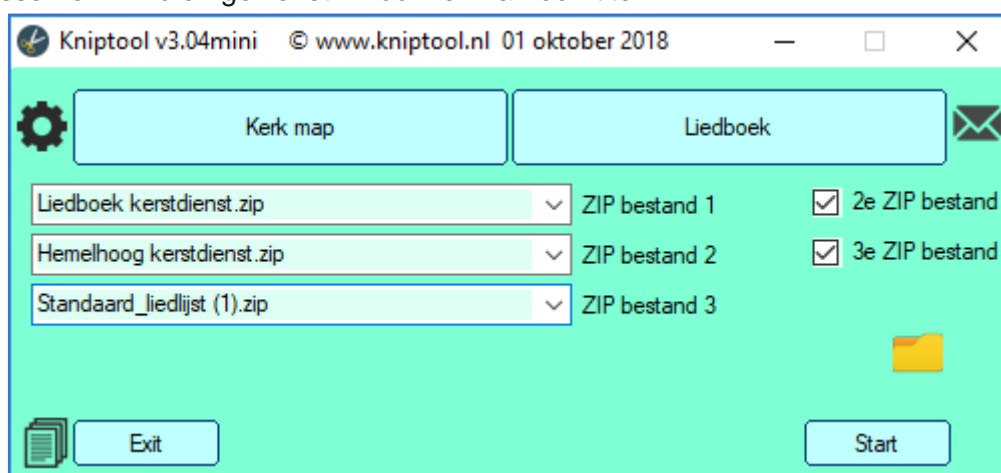 Kniptool v3.04mini © www.kniptool.nl 01 oktober 2018
Kerk map Liedboek
Liedboek kerstdienst.zip ZIP bestand 1 2e ZIP bestand
Hemelhoog kerstdienst.zip ZIP bestand 2 3e ZIP bestand
Standaard_liedlijst (1).zip ZIP bestand 3
Exit Start